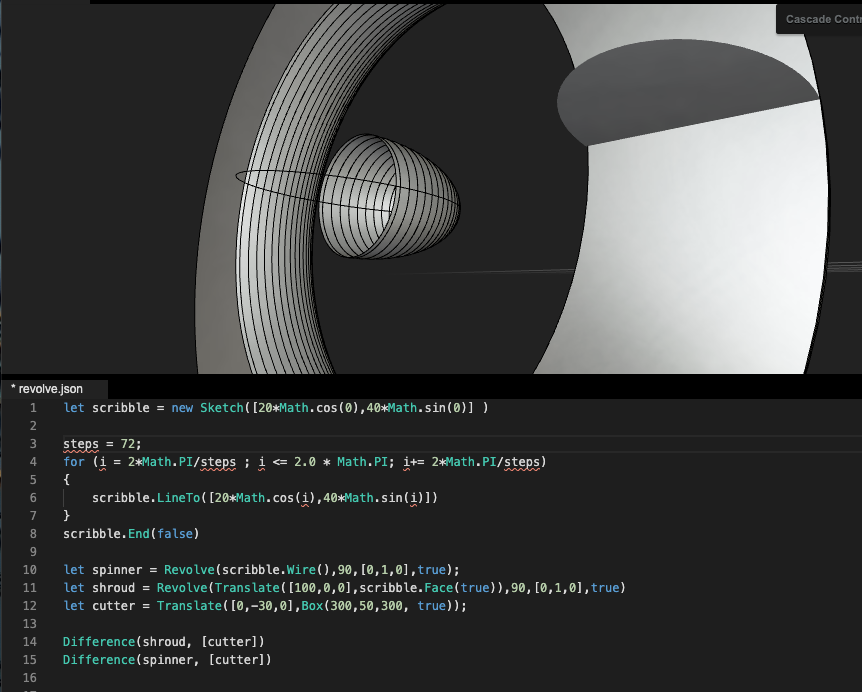 Cascade Contr
* revolve.json
1 let scribble = new Sketch([20*Math.cos(0),40*Math.sin(0)] )
2
3 steps = 72;
4 for (i = 2*Math.PI/steps ; i <= 2.0 * Math.PI; i+= 2*Math.PI/steps)
5 {
6 scribble.LineTo([20*Math.cos(i),40*Math.sin(i)])
7 }
8 scribble.End(false)
9
10 let spinner = Revolve(scribble.Wire(),90,[0,1,0],true);
11 let shroud = Revolve(Translate([100,0,0],scribble.Face(true)),90,[0,1,0],true)
12 let cutter = Translate([0,-30,0],Box(300,50,300, true));
13
14 Difference(shroud, [cutter])
15 Difference(spinner, [cutter])
16